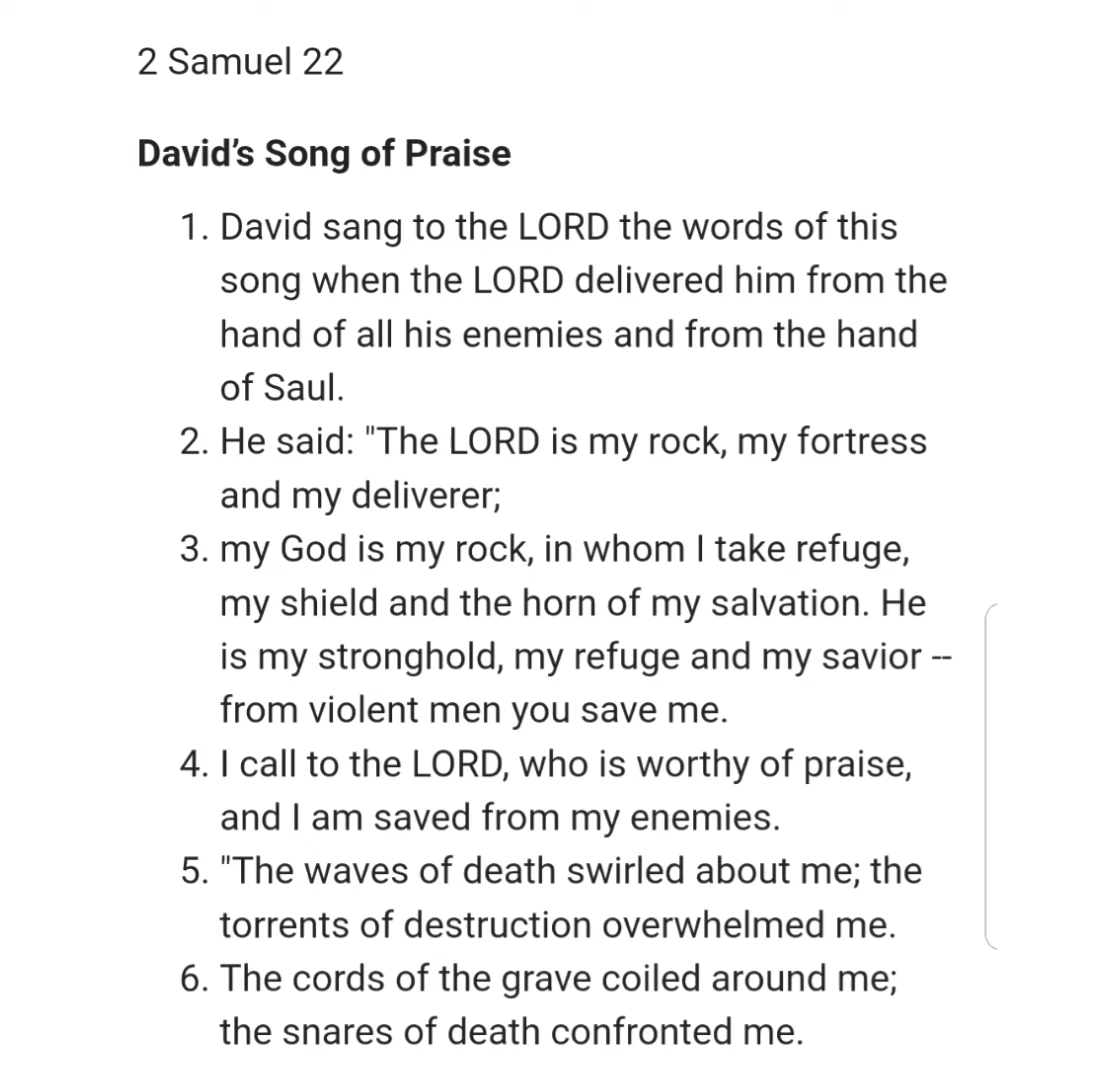 2 Samuel 22
David’s Song of Praise
1. David sang to the LORD the words of this
song when the LORD delivered him from the
hand of all his enemies and from the hand
of Saul.
2. He said: "The LORD is my rock, my fortress
and my deliverer;
3. my God is my rock, in whom I take refuge,
my shield and the horn of my salvation. He
is my stronghold, my refuge and my savior --
from violent men you save me.
4. I call to the LORD, who is worthy of praise,
and I am saved from my enemies.
5. "The waves of death swirled about me; the
torrents of destruction overwhelmed me.
6. The cords of the grave coiled around me;
the snares of death confronted me.